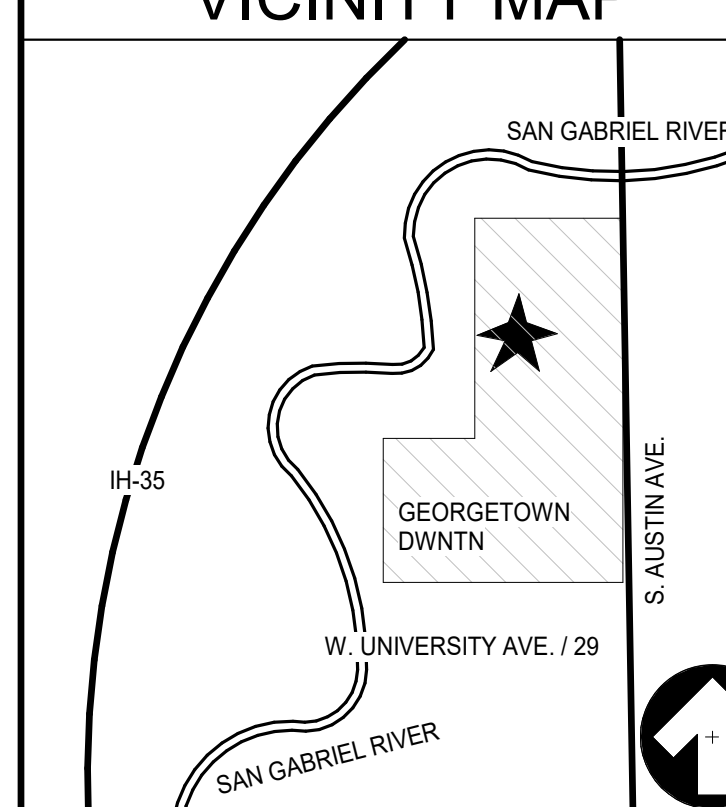 VICINITY MAP
SAN GABRIEL RIVER
IH-35
GEORGETOWN
DWNTN
S. AUSTIN AVE.
W. UNIVERSITY AVE. / 29
SAN GABRIEL RIVER